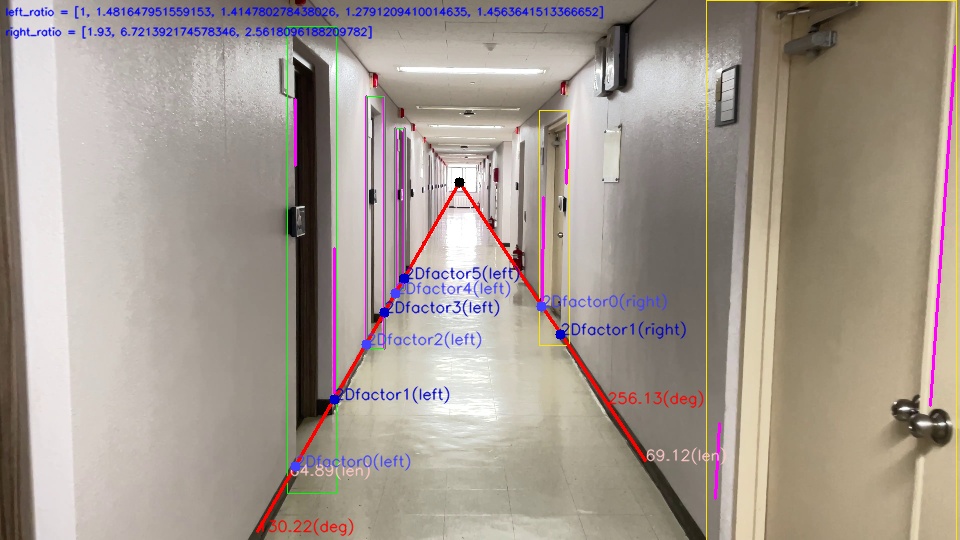 left_ratio = [1, 1.481647951559153, 1.414780278438026, 1.2791209410014635, 1.4563641513366652]
right_ratio = [1.93, 6.721392174578346, 2.5618096188209782]
2Dfactor5(left)
2Dfactor4(left)
2Dfactor0(right)
2Dfactor3(left)
2Dfactor1(right)
2Dfactor2(left)
2Dfactor1(left)
256.13(deg)
69.12(len)
2Dfactor0(left)
64.89(len)
30.22(deg)